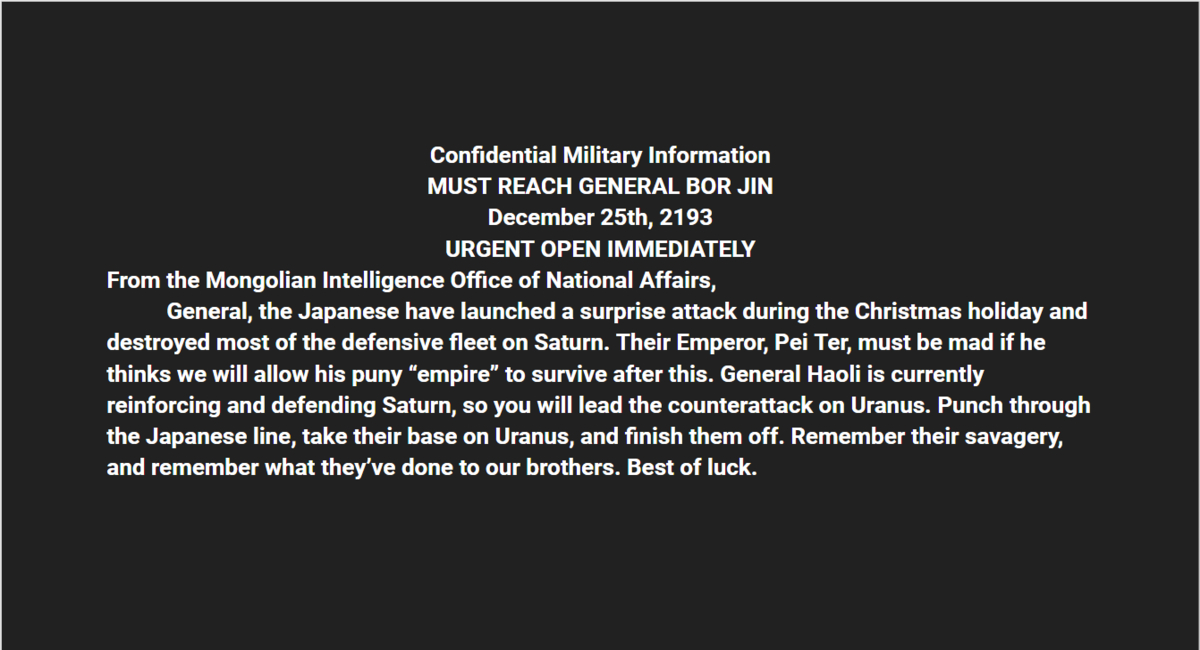 Confidential Military Information
MUST REACH GENERAL BOR JIN
December 25th, 2193
URGENT OPEN IMMEDIATELY
From the Mongolian Intelligence Office of National Affairs,
General, the Japanese have launched a surprise attack during the Christmas holiday and
destroyed most of the defensive fleet on Saturn. Their Emperor, Pei Ter, must be mad if he
thinks we will allow his puny “empire” to survive after this. General Haoli is currently
reinforcing and defending Saturn, so you will lead the counterattack on Uranus. Punch through
the Japanese line, take their base on Uranus, and finish them off. Remember their savagery,
and remember what they’ve done to our brothers. Best of luck.